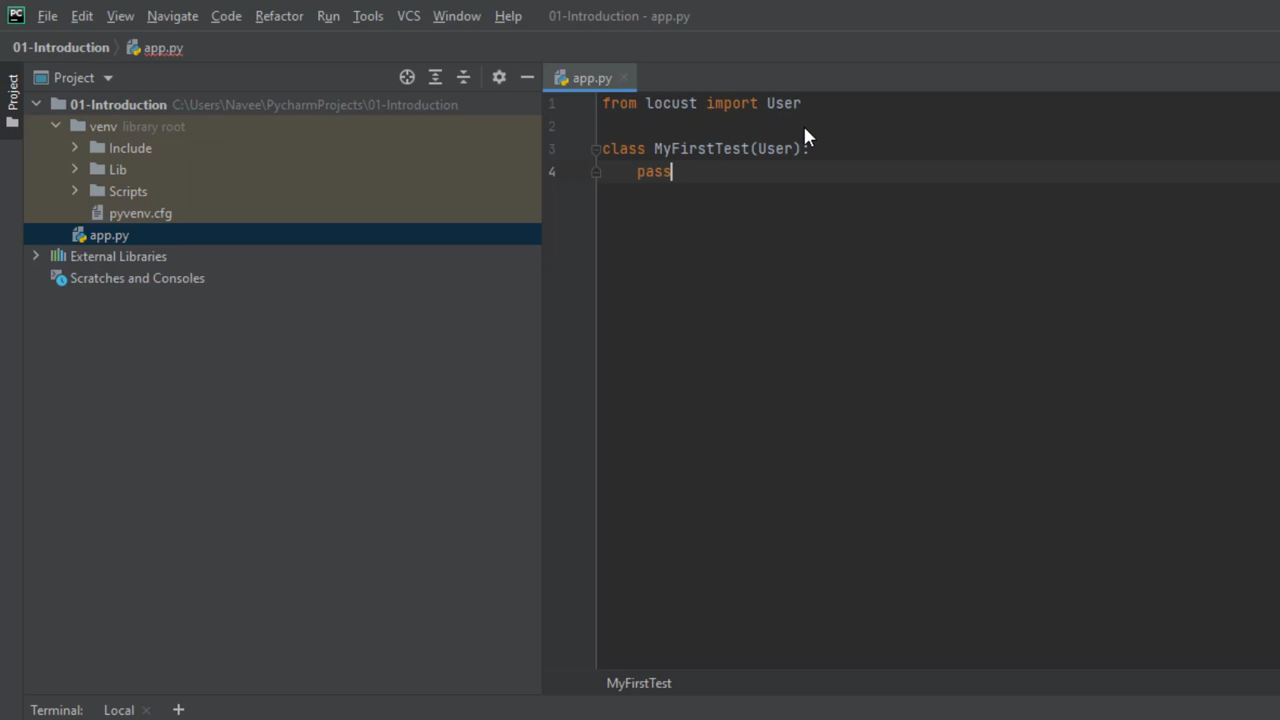 PC File Edit View Navigate Code Refactor Run Tools VCS Window Help 01-Introduction - app.py
01-Introduction app.py
Project
Project
app.py
01-Introduction C:\Users\Navee\PycharmProjects\01-Introduction
venv library root
Include
Lib
Scripts
pyvenv.cfg
app.py
External Libraries
Scratches and Consoles
1 from locust import User
2
3 class MyFirstTest(User):
4 pass
MyFirstTest
Terminal: Local +